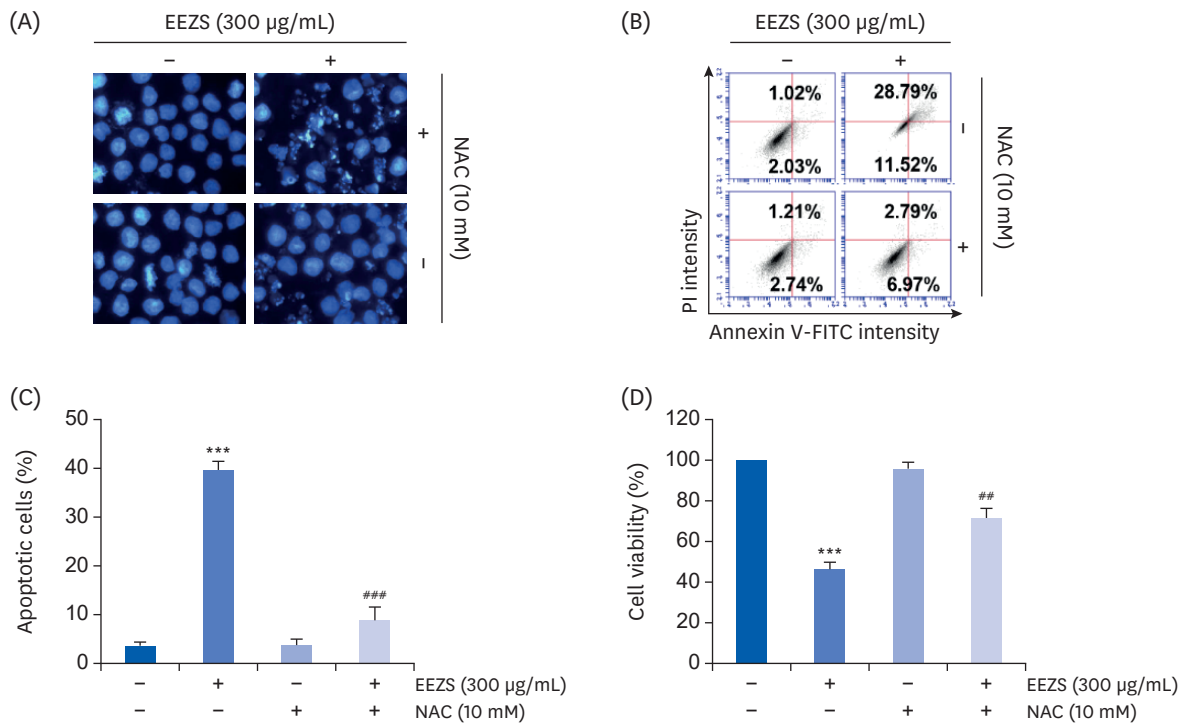 (A)
EEZS (300 µg/mL)
− +
+
−
NAC (10 mM)
(B)
EEZS (300 µg/mL)
− +
1.02% 28.79%
2.03% 11.52%
−
1.21% 2.79%
2.74% 6.97%
+
NAC (10 mM)
PI intensity
Annexin V-FITC intensity
(C)
Apoptotic cells (%)
50
40
30
20
10
0
***
###
− + − + EEZS (300 µg/mL)
− − + + NAC (10 mM)
(D)
Cell viability (%)
120
100
80
60
40
20
0
***
##
− + − + EEZS (300 µg/mL)
− − + + NAC (10 mM)